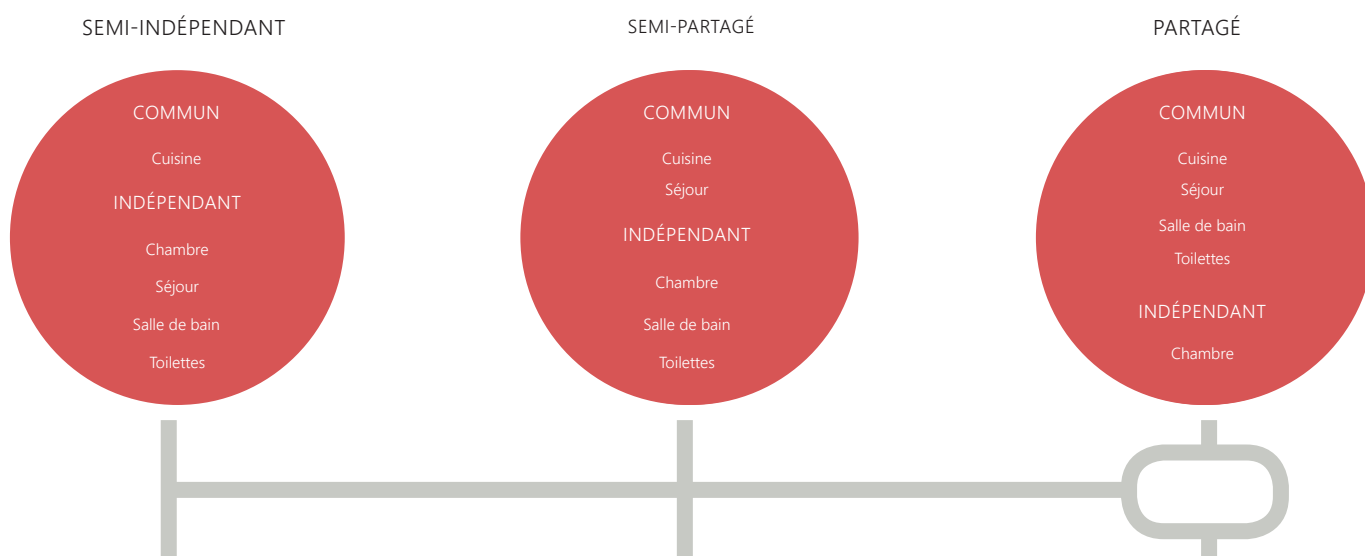 SEMI-INDÉPENDANT
COMMUN
Cuisine
INDÉPENDANT
Chambre
Séjour
Salle de bain
Toilettes
SEMI-PARTAGÉ
COMMUN
Cuisine
Séjour
INDÉPENDANT
Chambre
Salle de bain
Toilettes
PARTAGÉ
COMMUN
Cuisine
Séjour
Salle de bain
Toilettes
INDÉPENDANT
Chambre